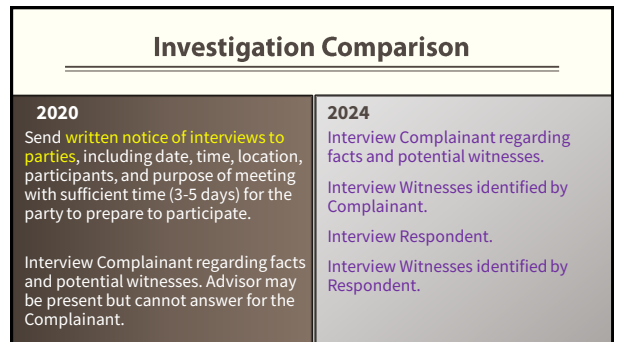 Investigation Comparison
2020
Send written notice of interviews to
parties, including date, time, location,
participants, and purpose of meeting
with sufficient time (3-5 days) for the
party to prepare to participate.
Interview Complainant regarding facts
and potential witnesses. Advisor may
be present but cannot answer for the
Complainant.
2024
Interview Complainant regarding
facts and potential witnesses.
Interview Witnesses identified by
Complainant.
Interview Respondent.
Interview Witnesses identified by
Respondent.